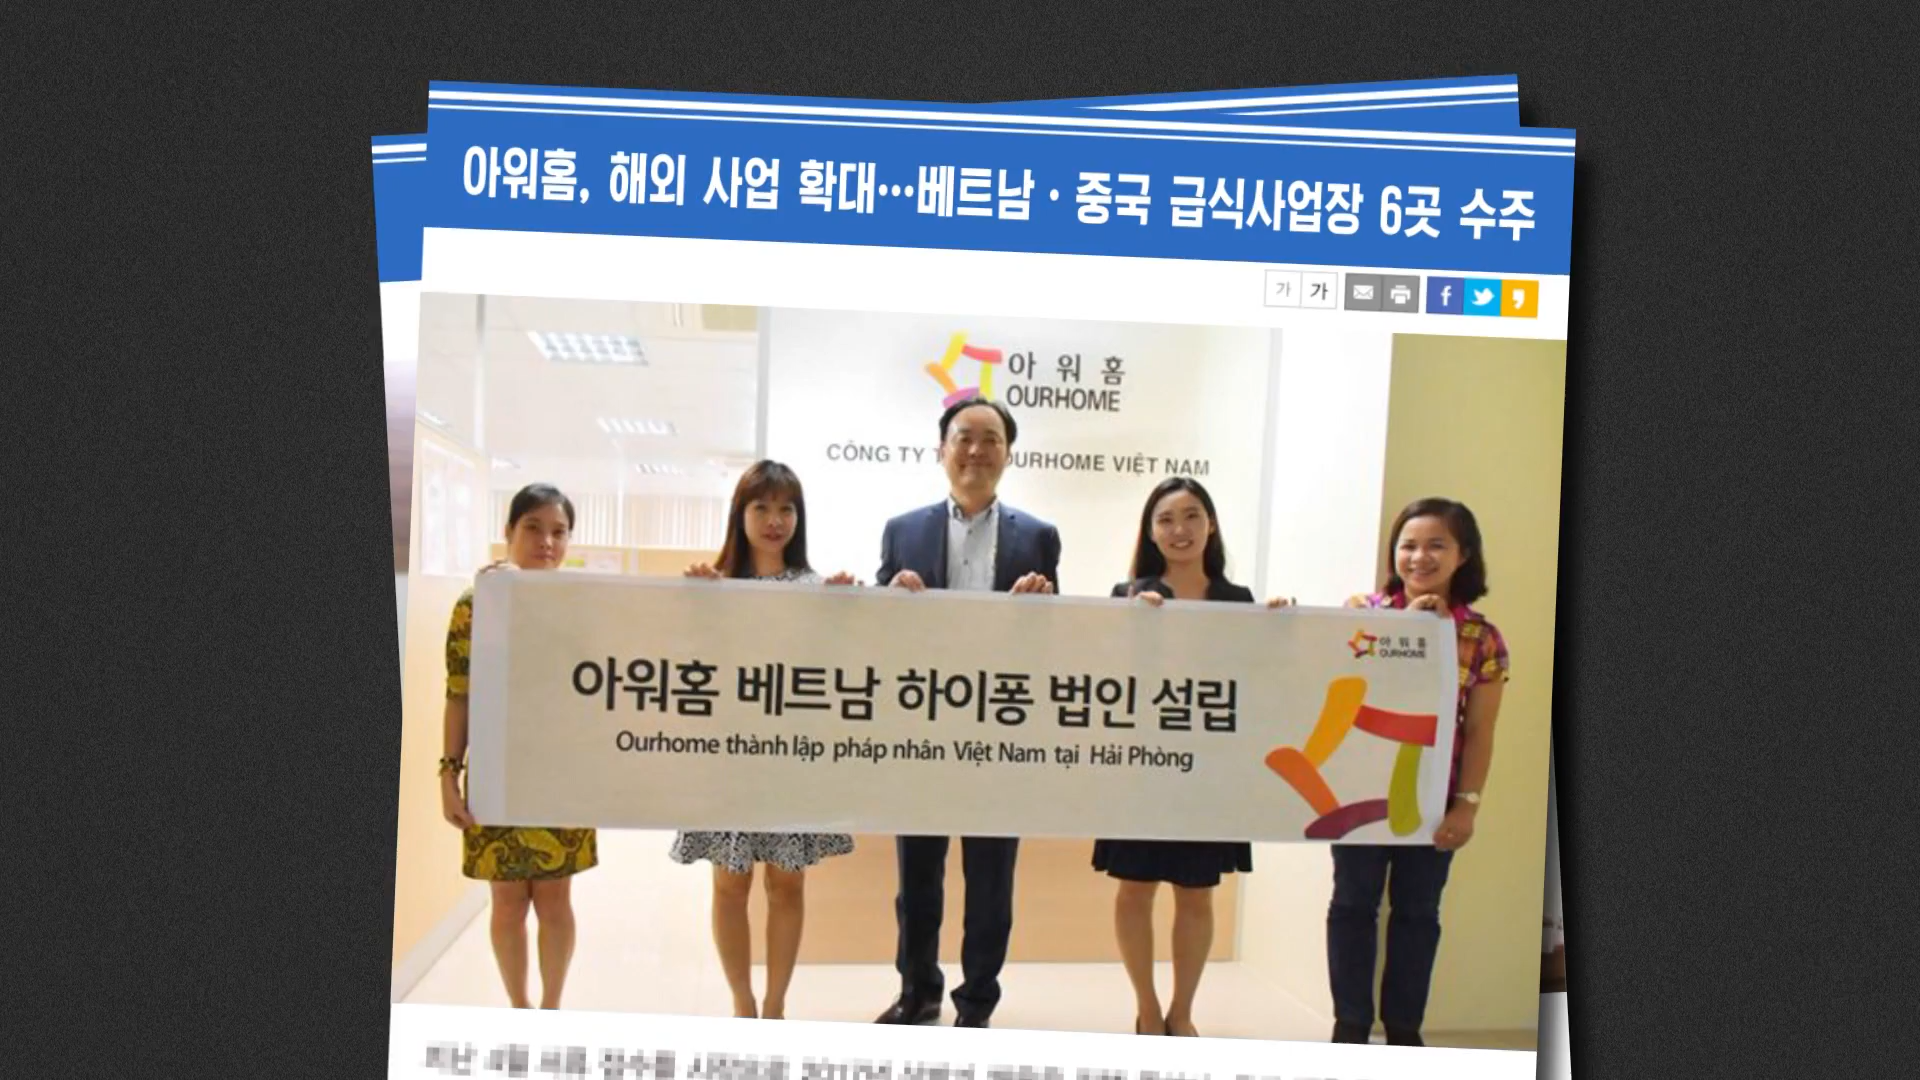 아워홈, 해외 사업 확대…베트남·중국 급식사업장 6곳 수주
가 가
아워홈
OURHOME
CÔNG TY T OURHOME VIỆT NAM
아워홈
OURHOME
아워홈 베트남 하이퐁 법인 설립
Ourhome thành lập pháp nhân Việt Nam tại Hải Phòng